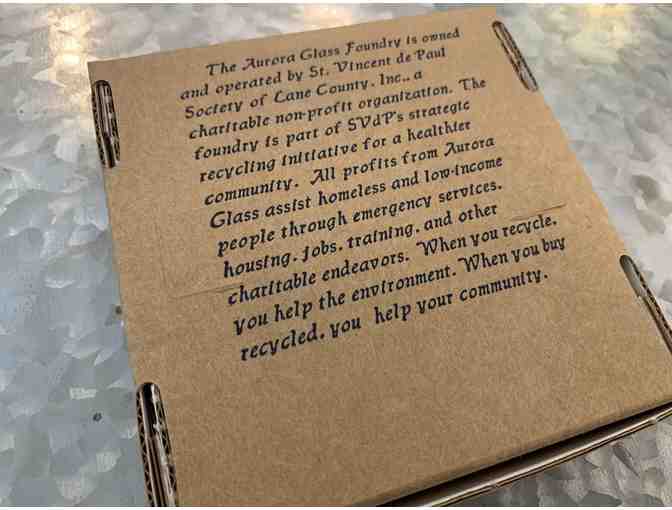 The Aurora Glass Foundry is owned
and operated by St. Vincent de Paul
Society of Lane County, Inc., a
charitable non-profit organization. The
foundry is part of SVdP's strategic
recycling initiative for a healthier
community. All profits from Aurora
Glass assist homeless and low-income
people through emergency services,
housing, jobs, training, and other
charitable endeavors. When you recycle,
you help the environment. When you buy
recycled, you help your community.